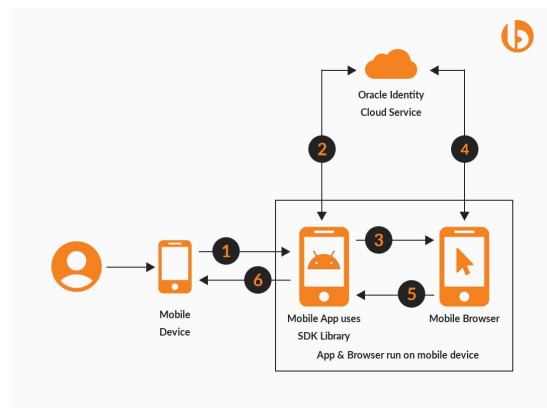 b
Oracle Identity
Cloud Service
2
4
1
3
6
5
Mobile
Device
Mobile App uses
SDK Library
Mobile Browser
App & Browser run on mobile device